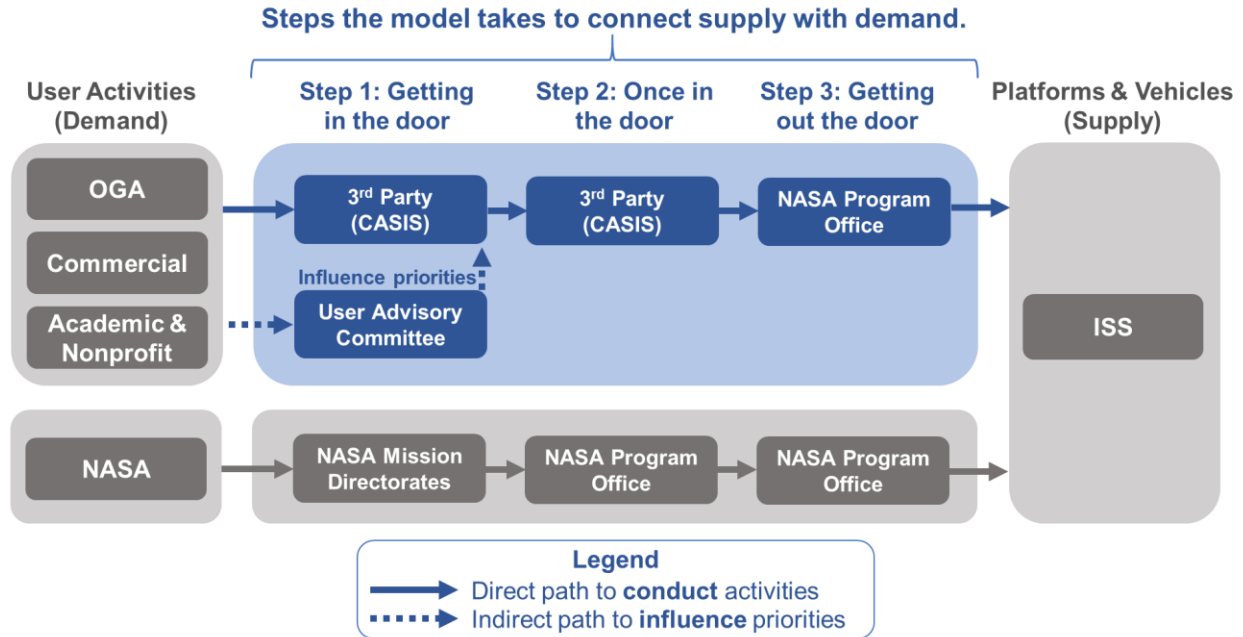 Steps the model takes to connect supply with demand.
User Activities
(Demand)
Step 1: Getting
in the door
Step 2: Once in
the door
Step 3: Getting
out the door
Platforms & Vehicles
(Supply)
OGA
Commercial
Academic &
Nonprofit
3rd Party
(CASIS)
3rd Party
(CASIS)
NASA Program
Office
Influence priorities
User Advisory
Committee
ISS
NASA
NASA Mission
Directorates
NASA Program
Office
NASA Program
Office
Legend
Direct path to conduct activities
Indirect path to influence priorities